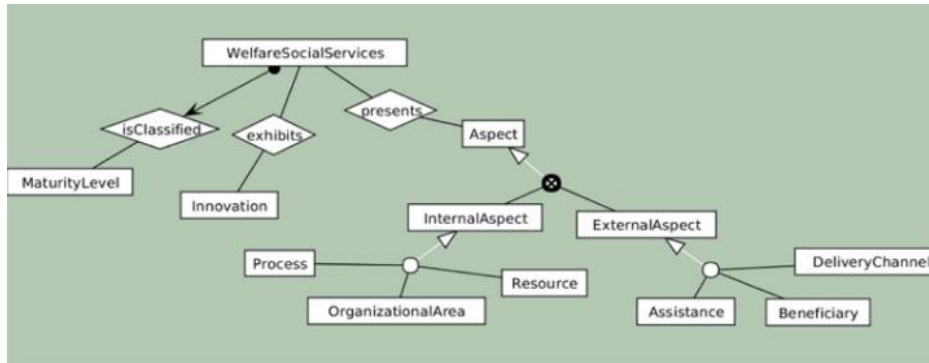 WelfareSocialServices
presents
isClassified
exhibits
Aspect
MaturityLevel
Innovation
InternalAspect
ExternalAspect
Process
DeliveryChannel
Resource
OrganizationalArea
Assistance
Beneficiary